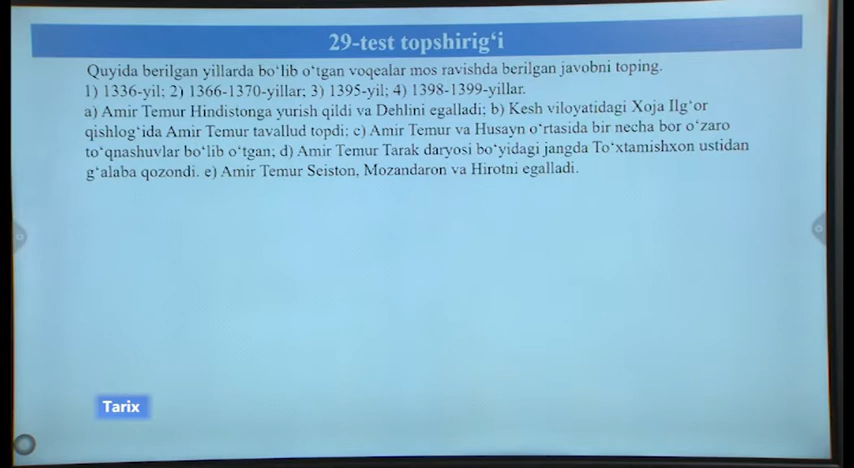 29-test topshirig‘i
Quyida berilgan yillarda bo‘lib o‘tgan voqealar mos ravishda berilgan javobni toping.
1) 1336-yil; 2) 1366-1370-yillar; 3) 1395-yil; 4) 1398-1399-yillar.
a) Amir Temur Hindistonga yurish qildi va Dehlini egalladi; b) Kesh viloyatidagi Xoja Ilg‘or
qishlog‘ida Amir Temur tavallud topdi; c) Amir Temur va Husayn o‘rtasida bir necha bor o‘zaro
to‘qnashuvlar bo‘lib o‘tgan; d) Amir Temur Tarak daryosi bo‘yidagi jangda To‘xtamishxon ustidan
g‘alaba qozondi. e) Amir Temur Seiston, Mozandaron va Hirotni egalladi.
Tarix